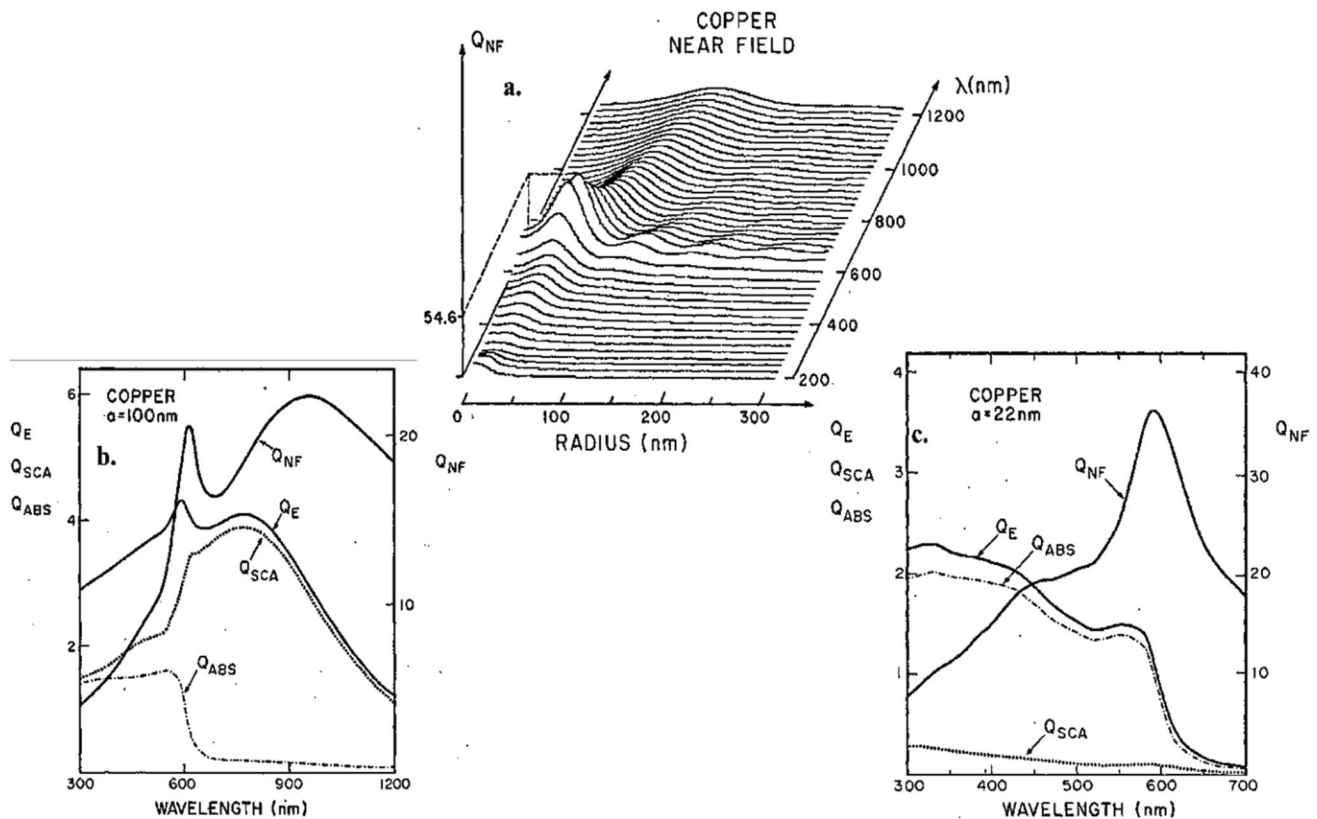 COPPER
NEAR FIELD
Q_NF
a.
λ(nm)
1200
1000
800
600
400
200
54.6
0
100
200
300
RADIUS (nm)
COPPER
a=100nm
b.
6
4
2
Q_E
Q_SCA
Q_ABS
20
10
Q_NF
Q_NF
Q_E
Q_SCA
Q_ABS
300
600
900
1200
WAVELENGTH (nm)
COPPER
a=22nm
c.
4
3
2
1
Q_E
Q_SCA
Q_ABS
40
30
20
10
Q_NF
Q_NF
Q_E
Q_ABS
Q_SCA
300
400
500
600
700
WAVELENGTH (nm)